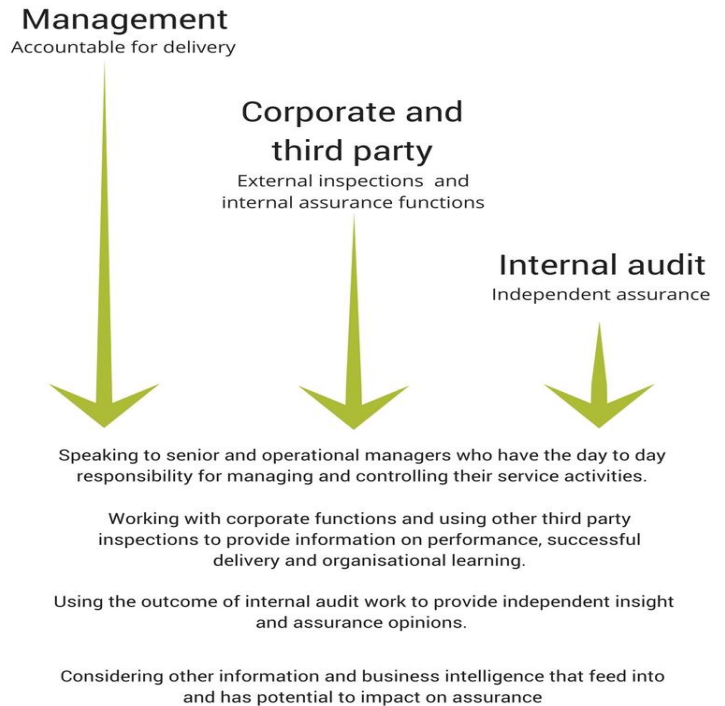 Management
Accountable for delivery
Corporate and
third party
External inspections and
internal assurance functions
Internal audit
Independent assurance
Speaking to senior and operational managers who have the day to day
responsibility for managing and controlling their service activities.
Working with corporate functions and using other third party
inspections to provide information on performance, successful
delivery and organisational learning.
Using the outcome of internal audit work to provide independent insight
and assurance opinions.
Considering other information and business intelligence that feed into
and has potential to impact on assurance